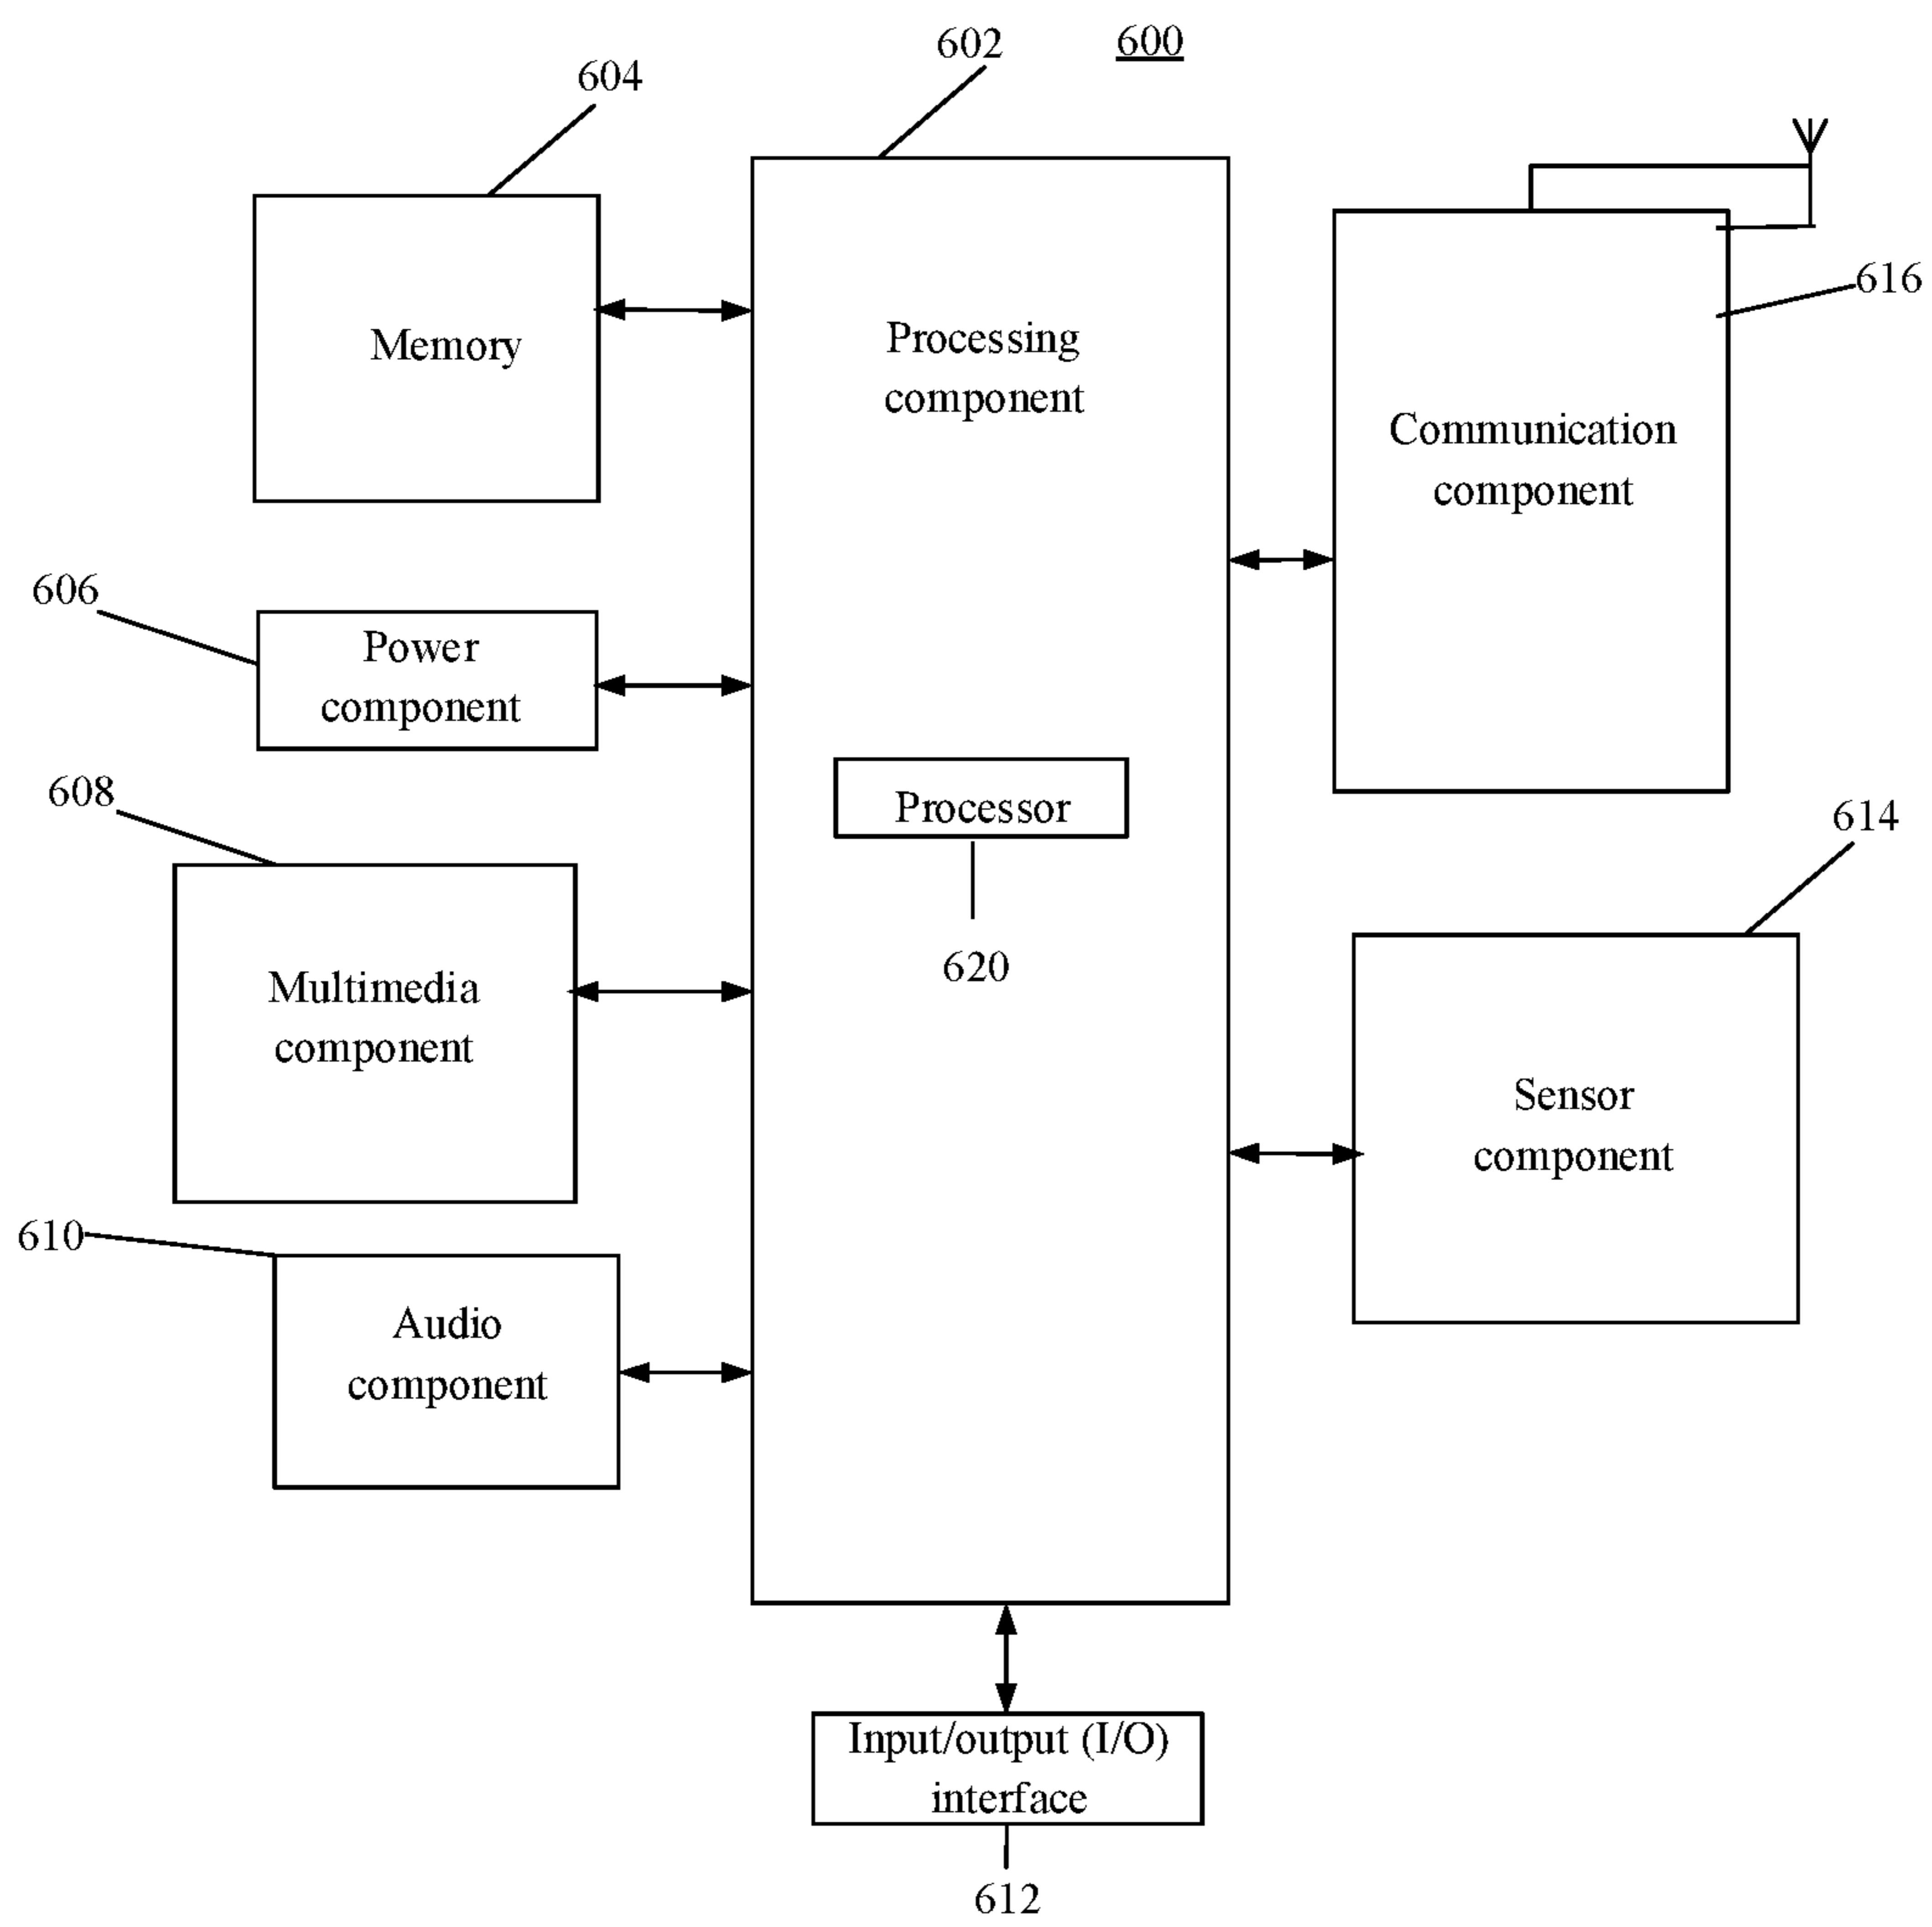 602
600
604
616
Memory
Processing
component
Communication
component
606
Power
component
608
Processor
614
620
Multimedia
component
Sensor
component
610
Audio
component
Input/output (I/O)
interface
612